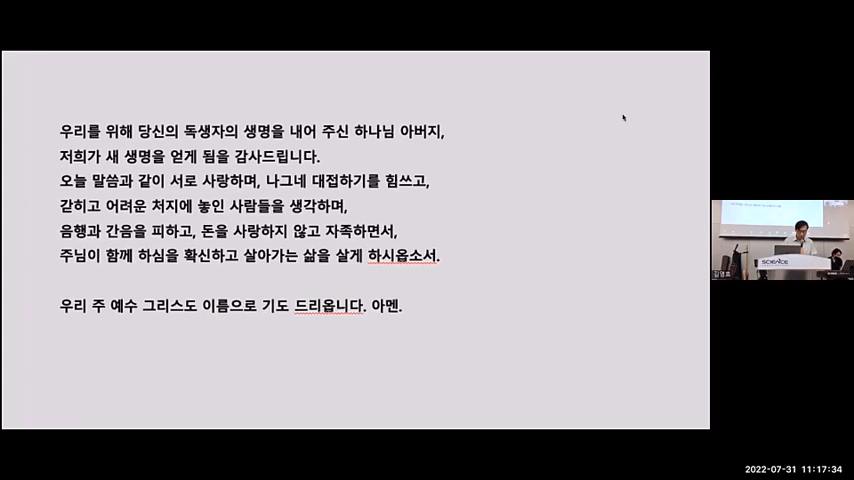 우리를 위해 당신의 독생자의 생명을 내어 주신 하나님 아버지,
저희가 새 생명을 얻게 됨을 감사드립니다.
오늘 말씀과 같이 서로 사랑하며, 나그네 대접하기를 힘쓰고,
갇히고 어려운 처지에 놓인 사람들을 생각하며,
음행과 간음을 피하고, 돈을 사랑하지 않고 자족하면서,
주님이 함께 하심을 확신하고 살아가는 삶을 살게 하시옵소서.
우리 주 예수 그리스도 이름으로 기도 드리옵니다. 아멘.
SCIENCE
2022-07-31 11:17:34